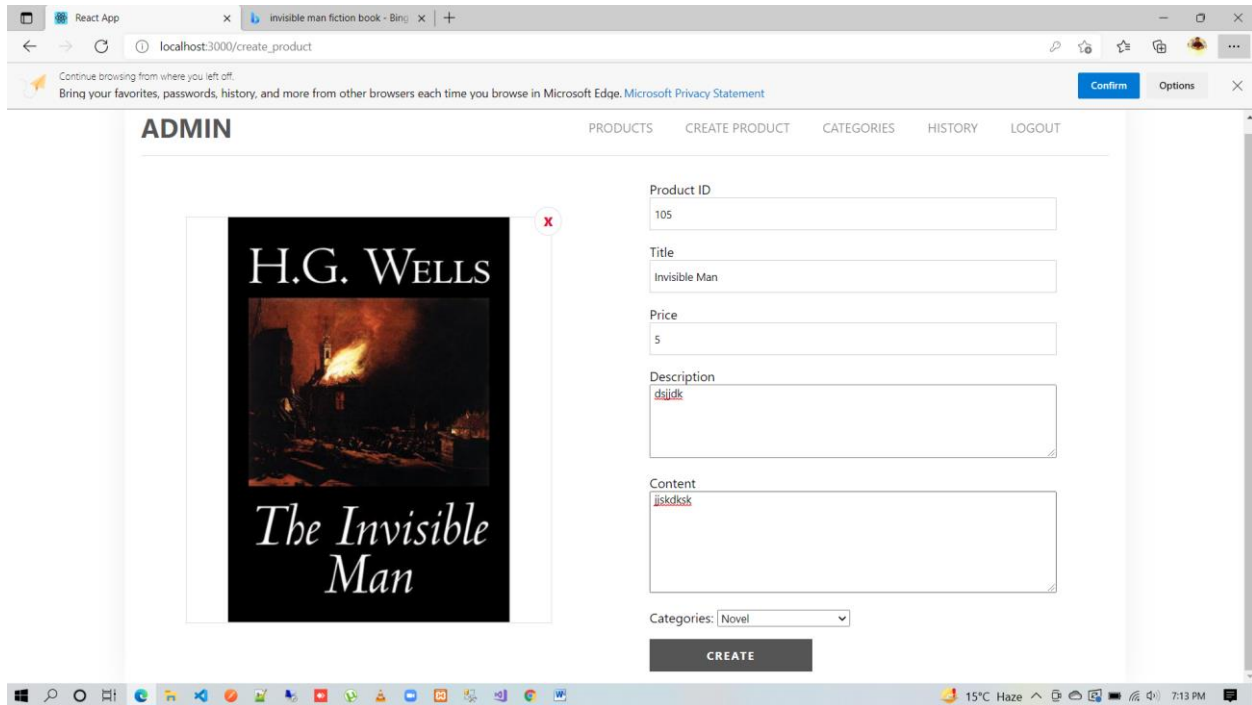 React App
invisible man fiction book - Bing
localhost:3000/create_product
Continue browsing from where you left off.
Bring your favorites, passwords, history, and more from other browsers each time you browse in Microsoft Edge. Microsoft Privacy Statement
Confirm
Options
ADMIN
PRODUCTS CREATE PRODUCT CATEGORIES HISTORY LOGOUT
X
H.G. WELLS
The Invisible
Man
Product ID
105
Title
Invisible Man
Price
5
Description
dsjjdk
Content
jjskdksk
Categories: Novel
CREATE
15°C Haze 7:13 PM